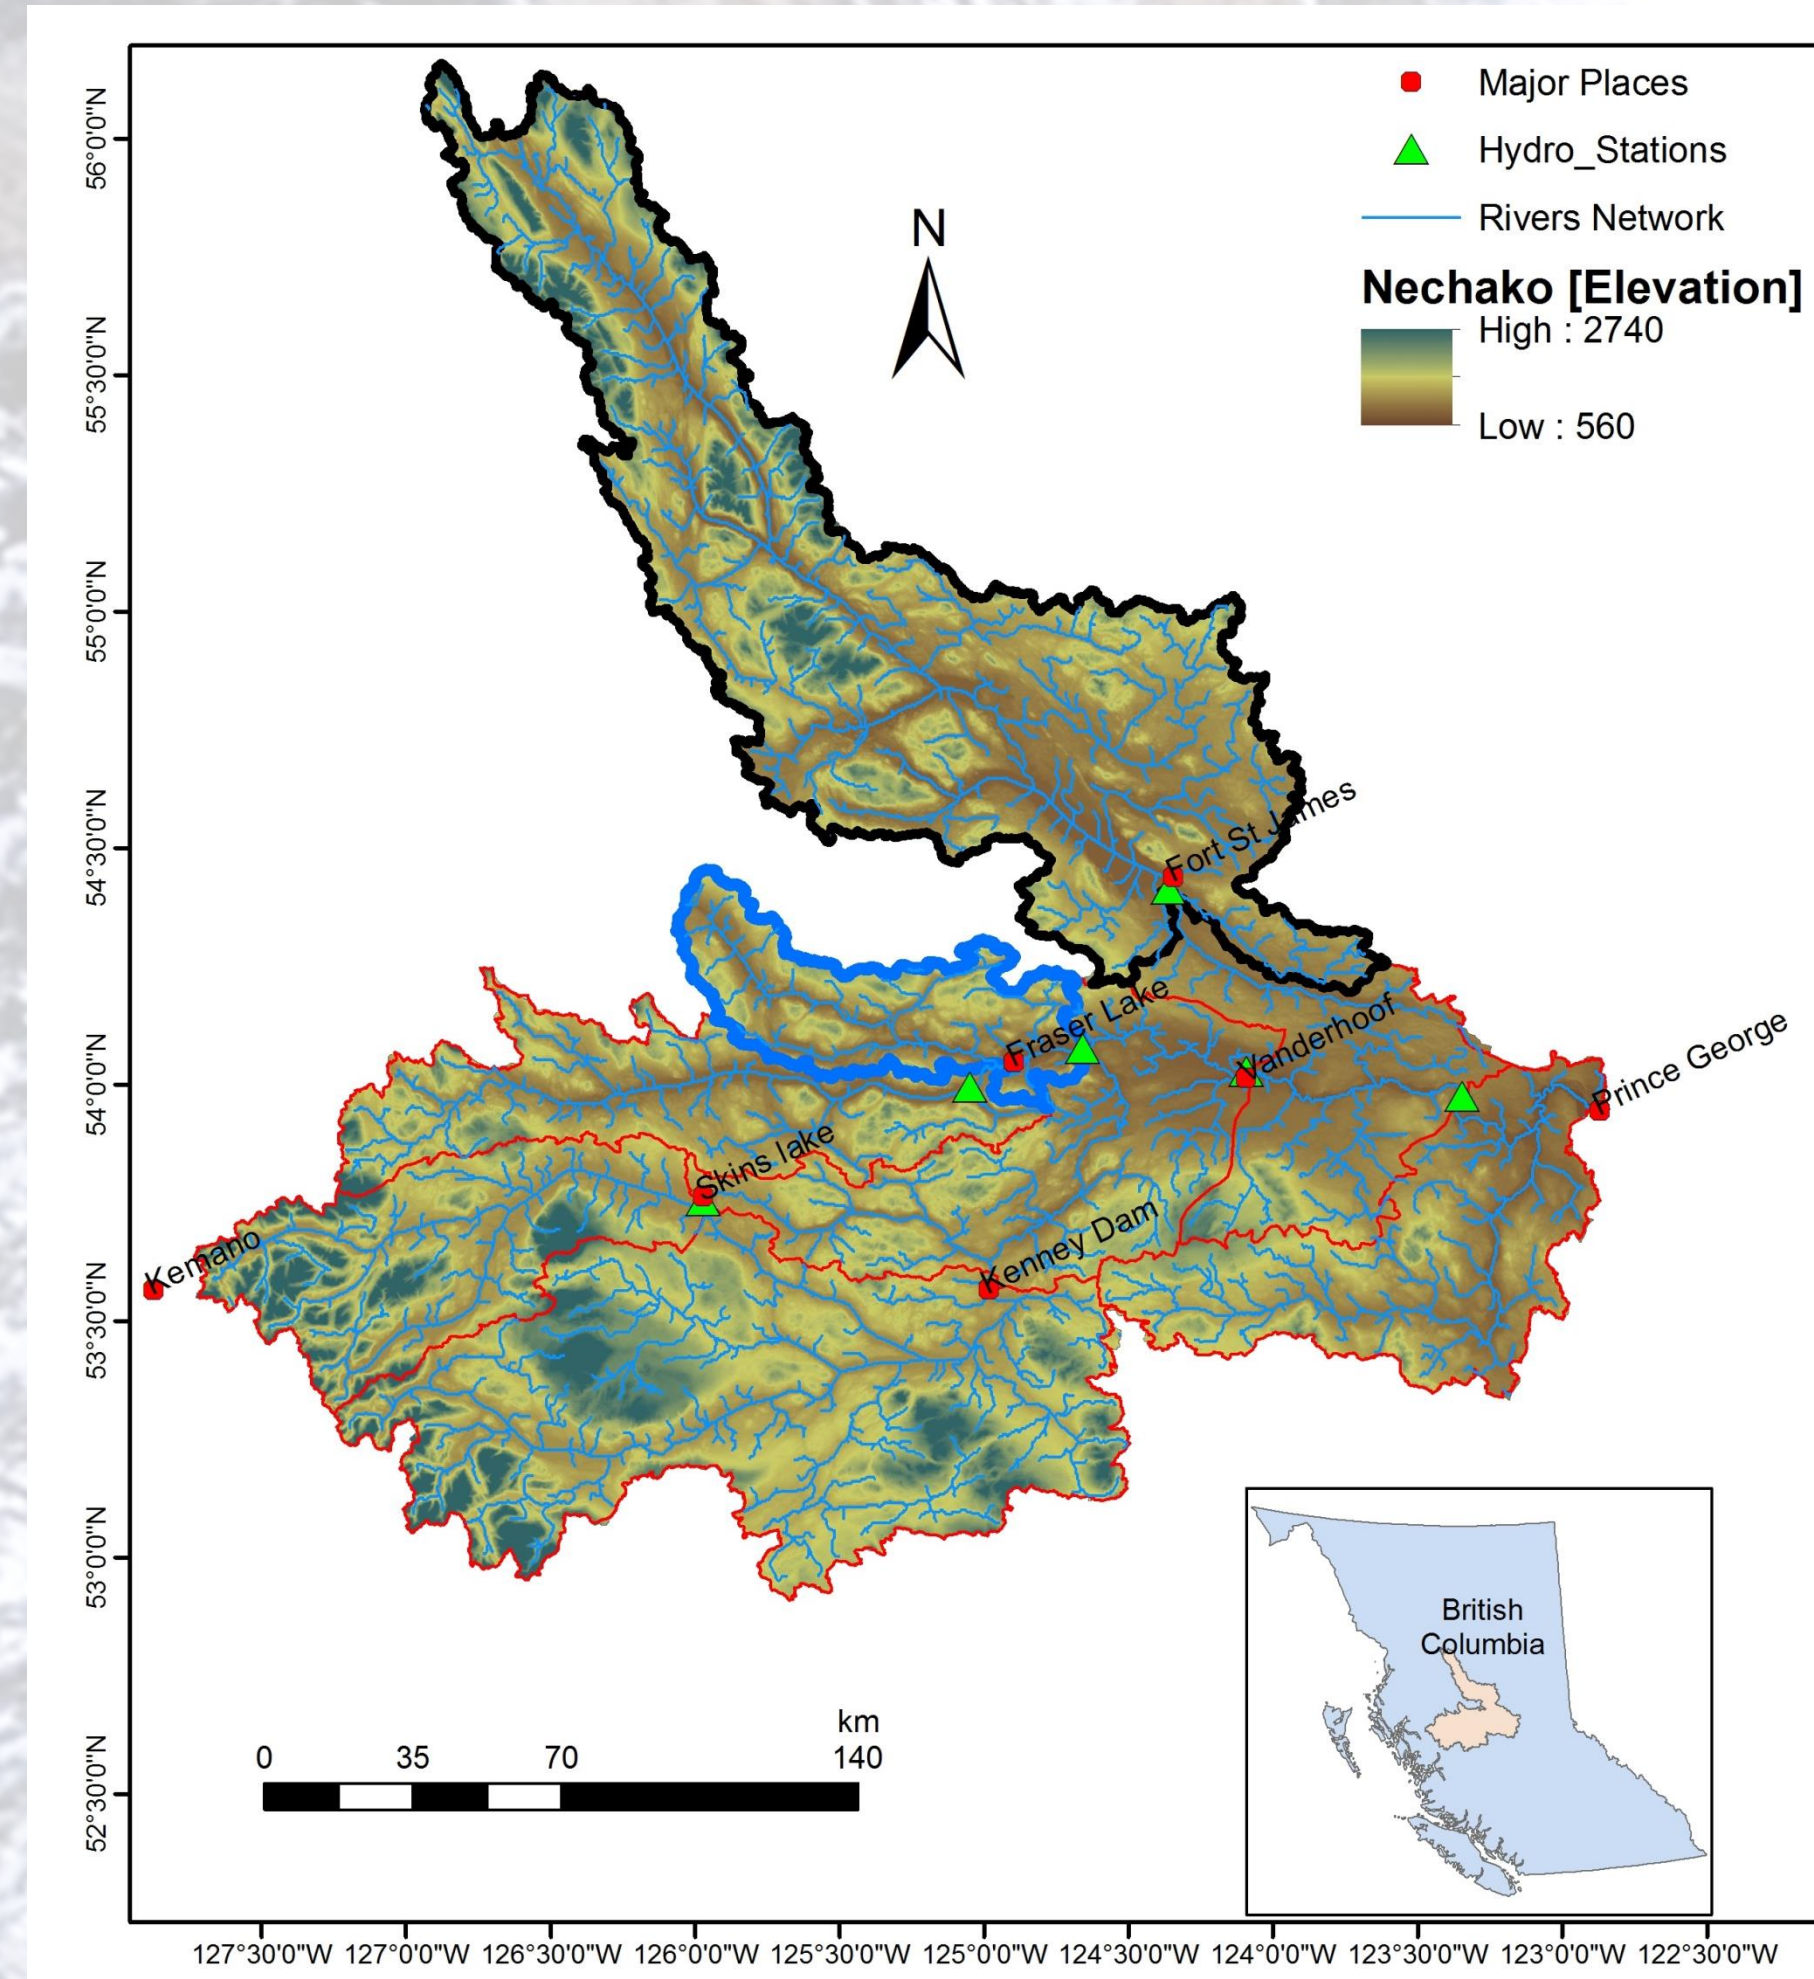 Major Places
Hydro_Stations
Rivers Network
Nechako [Elevation]
High : 2740
Low : 560
N
56°0'0"N
55°30'0"N
55°0'0"N
54°30'0"N
54°0'0"N
53°30'0"N
53°0'0"N
52°30'0"N
Fort St James
Fraser Lake
Vanderhoof
Prince George
Skins lake
Kenney Dam
Kemano
British
Columbia
km
0 35 70 140
127°30'0"W 127°0'0"W 126°30'0"W 126°0'0"W 125°30'0"W 125°0'0"W 124°30'0"W 124°0'0"W 123°30'0"W 123°0'0"W 122°30'0"W